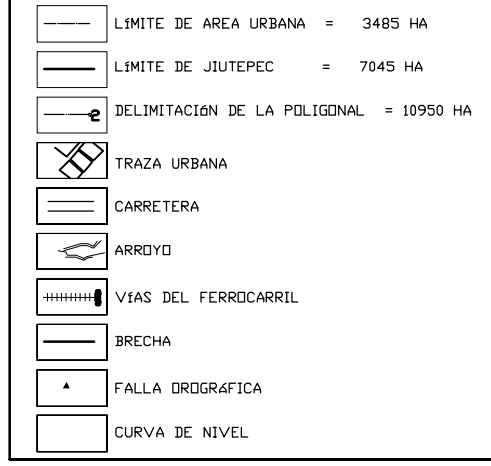 LíMITE DE AREA URBANA = 3485 HA
LíMITE DE JIUTEPEC = 7045 HA
2 DELIMITACIóN DE LA POLIGONAL = 10950 HA
TRAZA URBANA
CARRETERA
ARROYO
VíAS DEL FERROCARRIL
BRECHA
FALLA OROGRáFICA
CURVA DE NIVEL